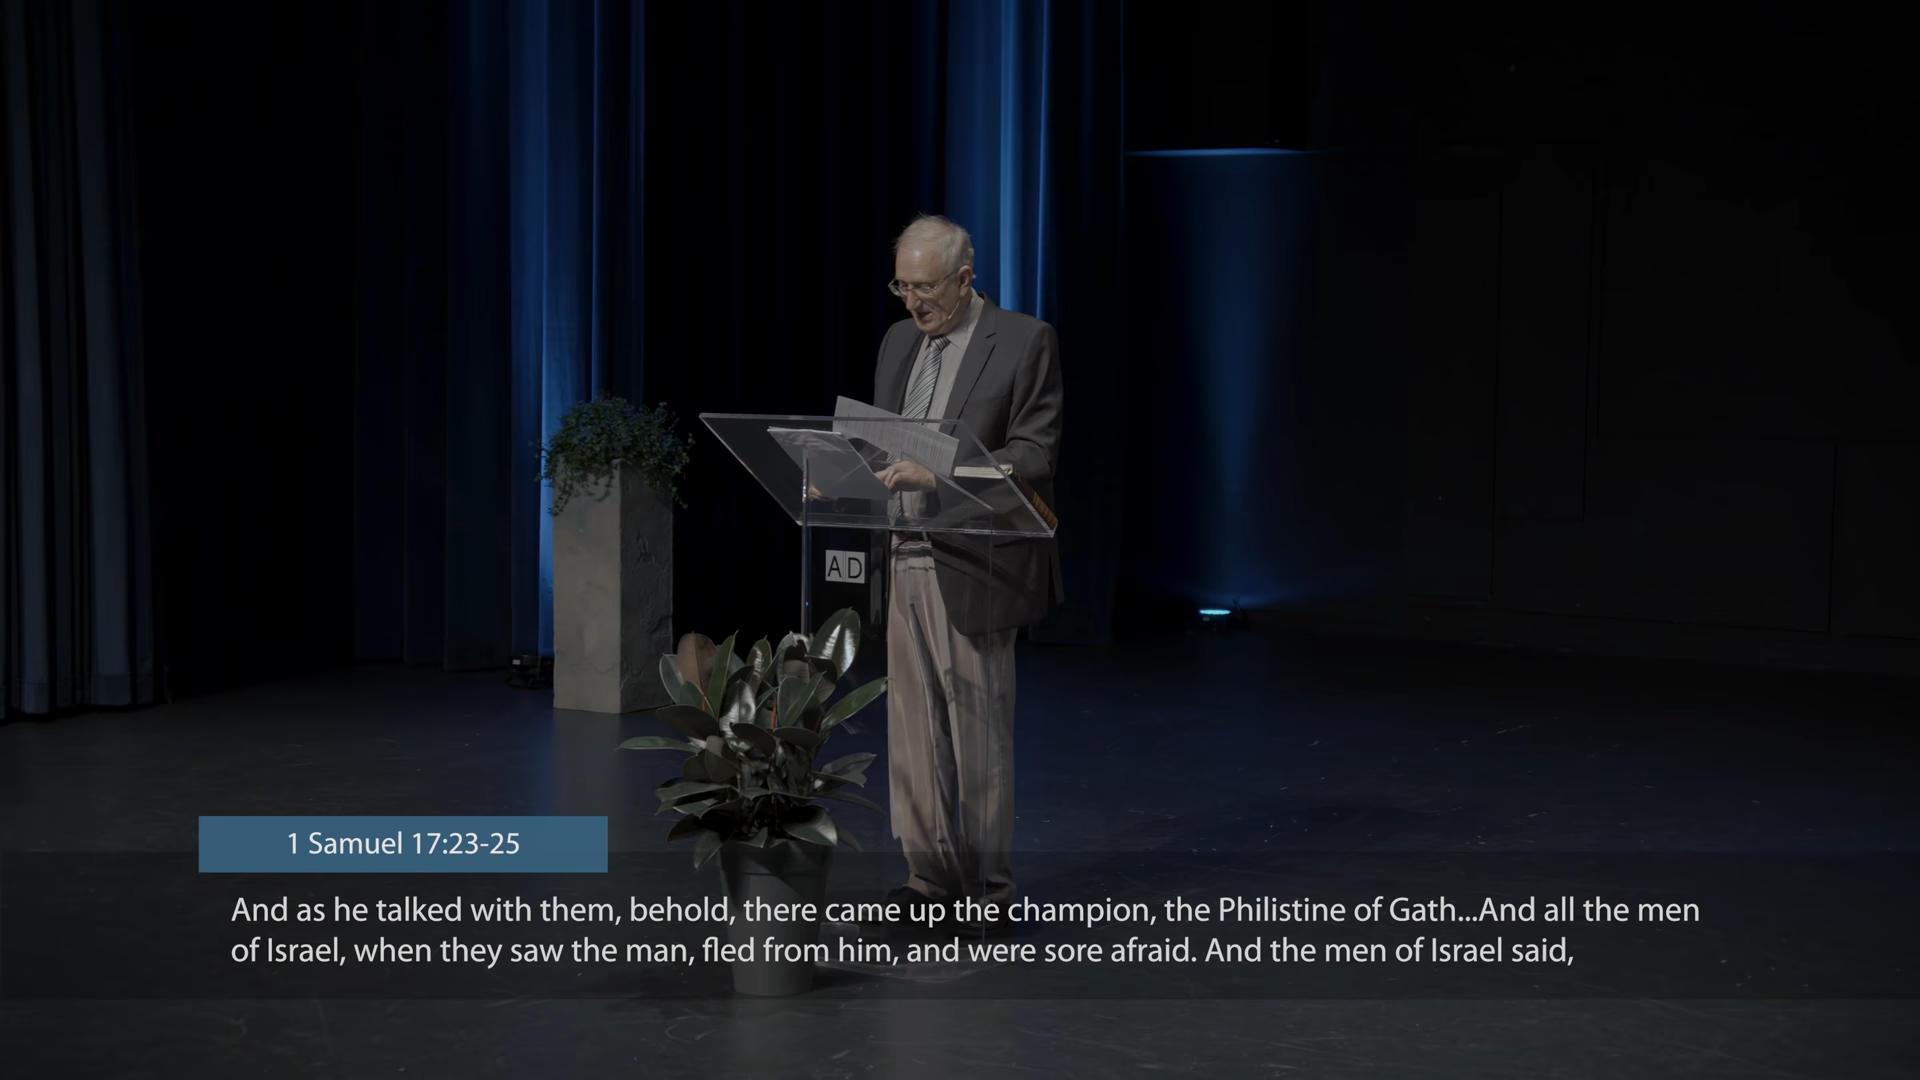 AD
1 Samuel 17:23-25
And as he talked with them, behold, there came up the champion, the Philistine of Gath...And all the men
of Israel, when they saw the man, fled from him, and were sore afraid. And the men of Israel said,